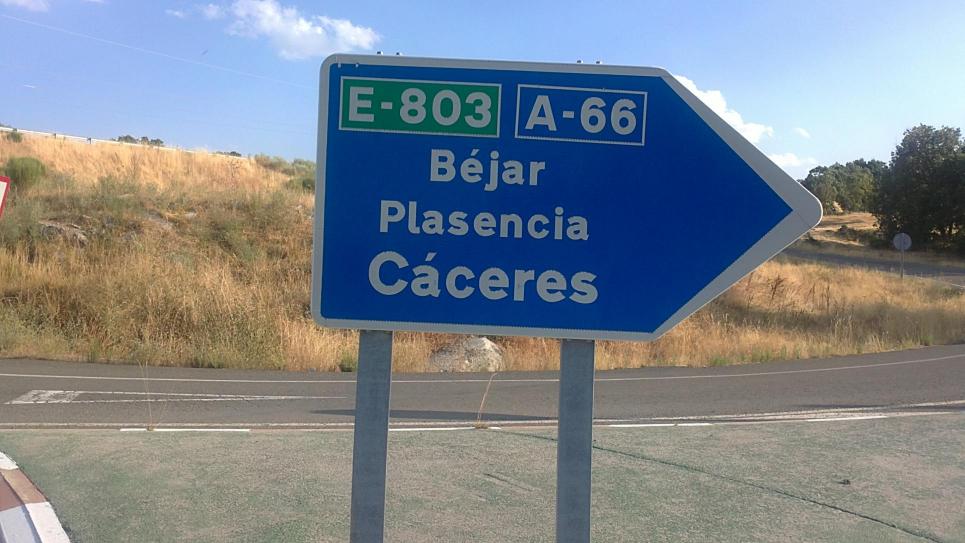 E-803 A-66
Béjar
Plasencia
Cáceres